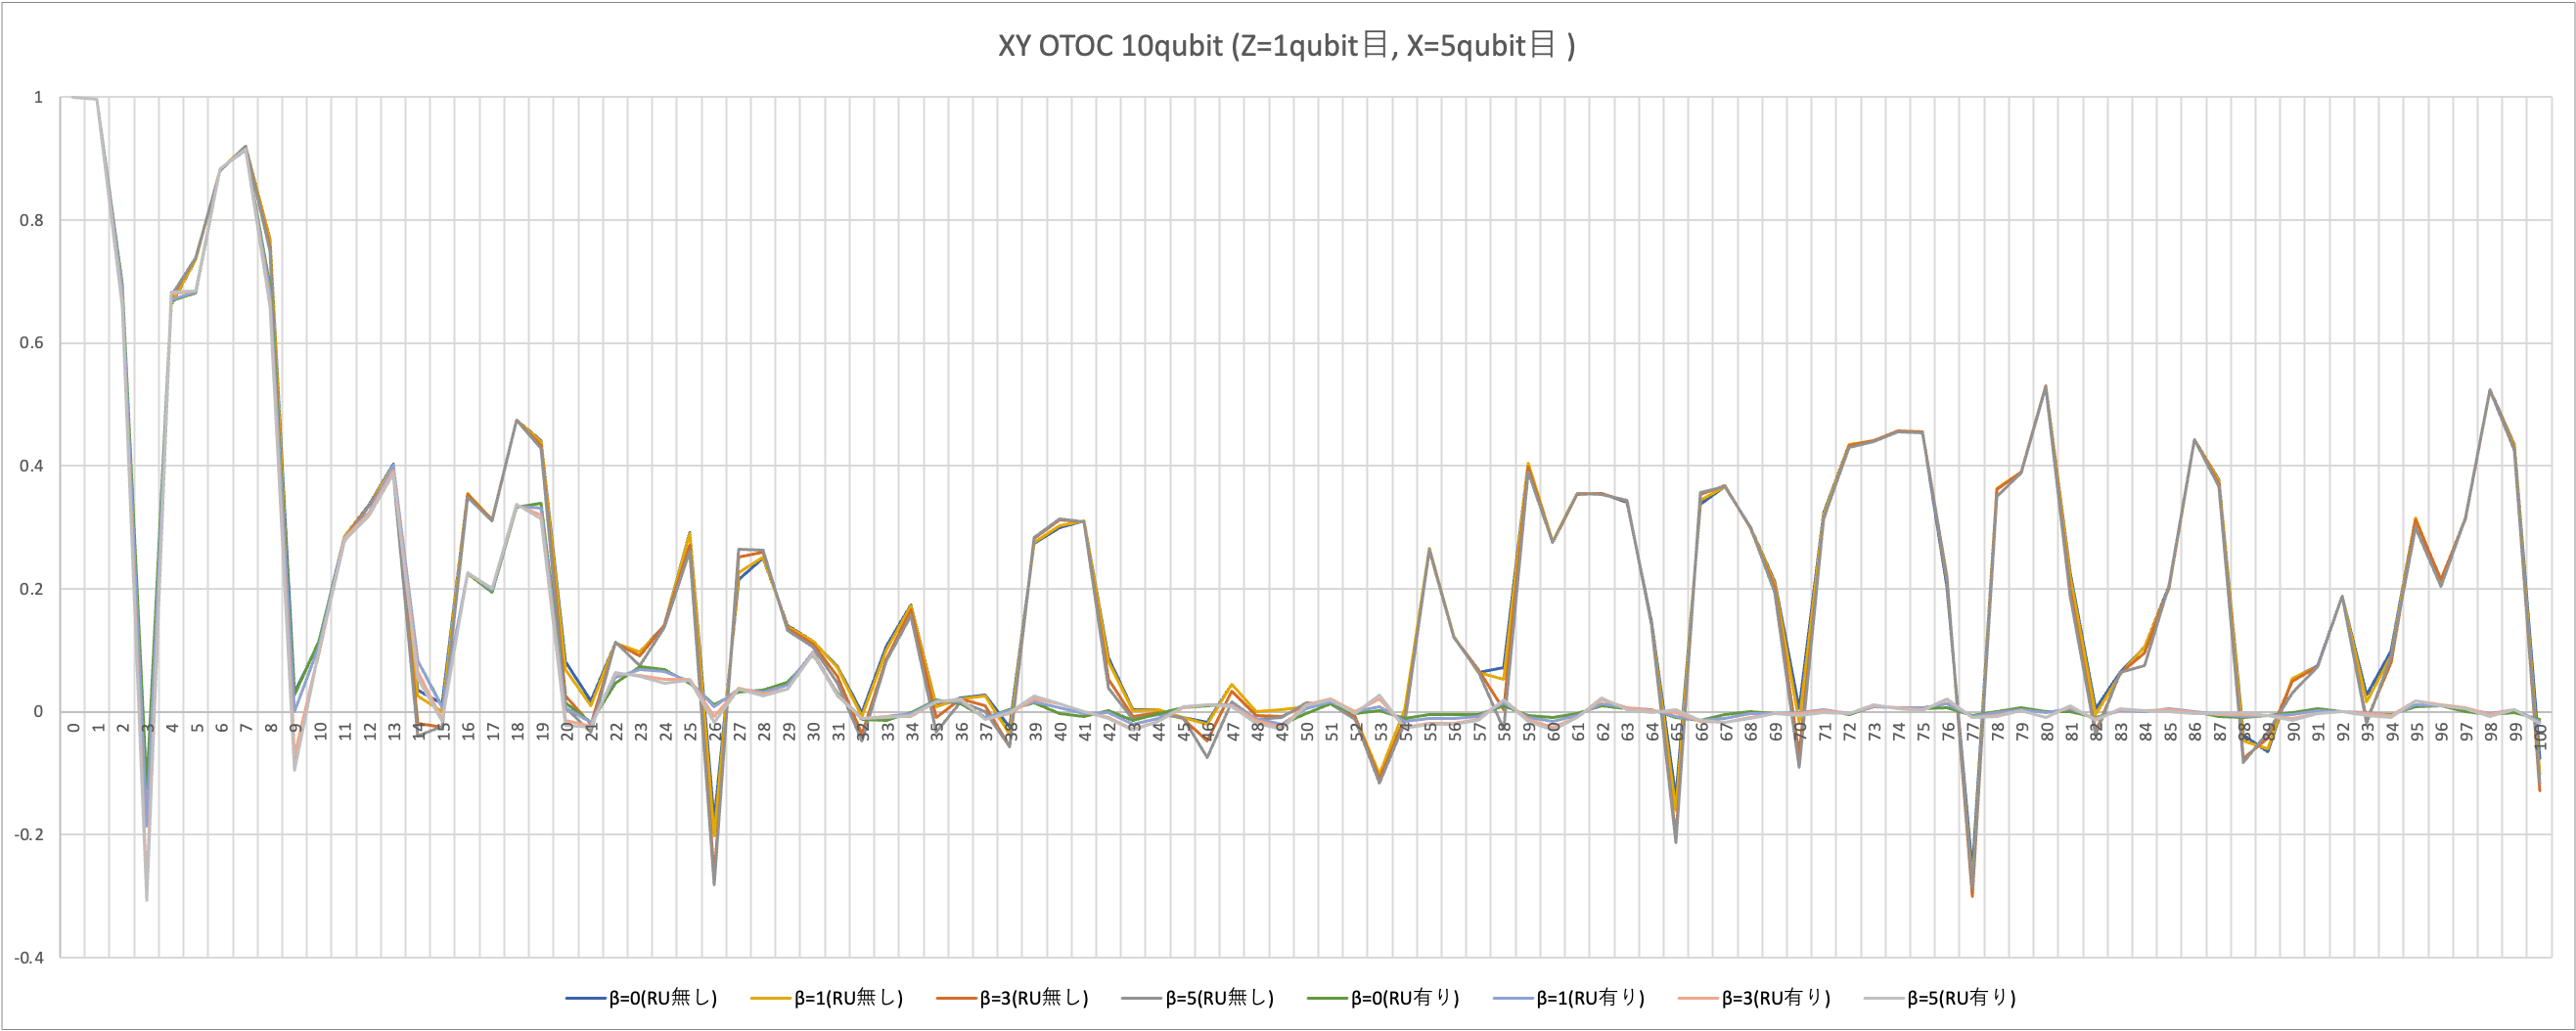 XY OTOC 10qubit (Z=1qubit目, X=5qubit目 )
1
0.8
0.6
0.4
0.2
0
-0.2
-0.4
0 1 2 3 4 5 6 7 8 9 10 11 12 13 14 15 16 17 18 19 20 21 22 23 24 25 26 27 28 29 30 31 32 33 34 35 36 37 38 39 40 41 42 43 44 45 46 47 48 49 50 51 52 53 54 55 56 57 58 59 60 61 62 63 64 65 66 67 68 69 70 71 72 73 74 75 76 77 78 79 80 81 82 83 84 85 86 87 88 89 90 91 92 93 94 95 96 97 98 99 100
β=0(RU無し) β=1(RU無し) β=3(RU無し) β=5(RU無し) β=0(RU有り) β=1(RU有り) β=3(RU有り) β=5(RU有り)